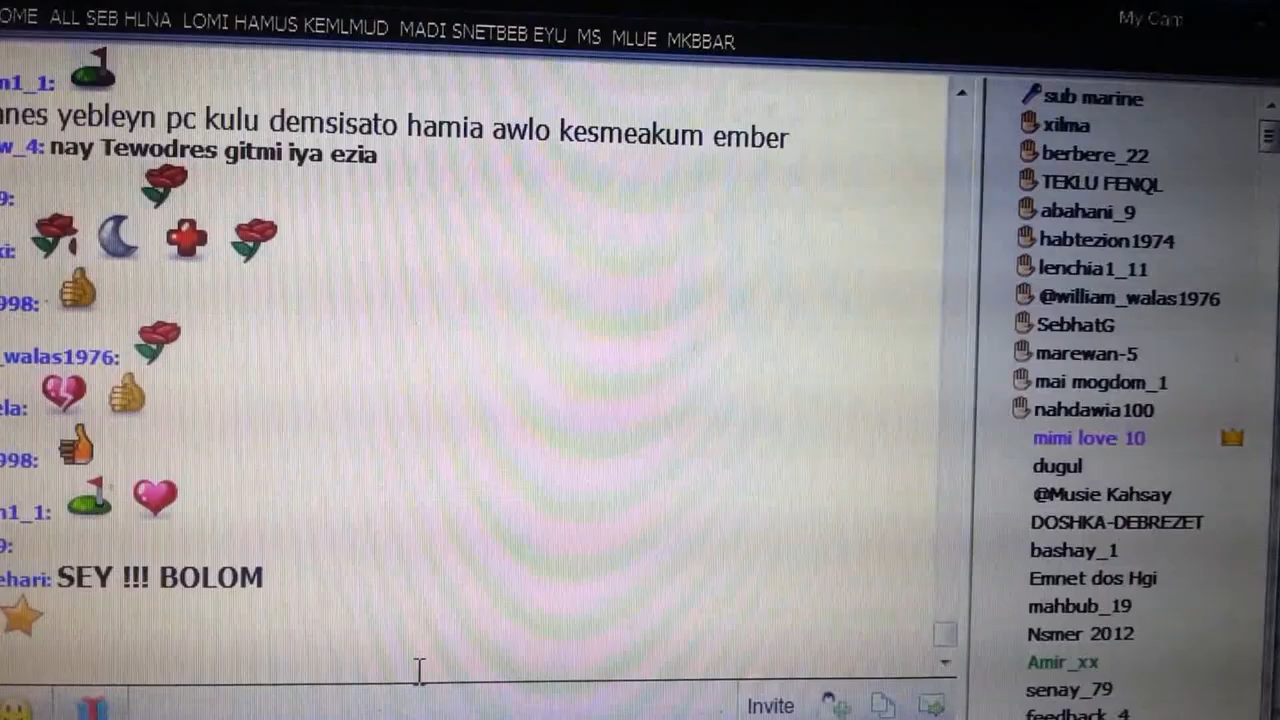 OME ALL SEB HLNA LOMI HAMUS KEMLMUD MADI SNETBEB EYU MS MLUE MKBBAR
My Cam
n1_1:
nnes yebleyn pc kulu demsisato hamia awlo kesmeakum ember
w_4: nay Tewodres gitmi iya ezia
9:
ki:
998:
_walas1976:
ela:
998:
n1_1:
9:
ehari: SEY !!! BOLOM
Invite
sub marine
xilma
berbere_22
TEKLU FENQL
abahani_9
habtezion1974
lenchia1_11
@william_walas1976
SebhatG
marewan-5
mai mogdom_1
nahdawia100
mimi love 10
dugul
@Musie Kahsay
DOSHKA-DEBREZET
bashay_1
Emnet dos Hgi
mahbub_19
Nsmer 2012
Amir_xx
senay_79
feedback_4